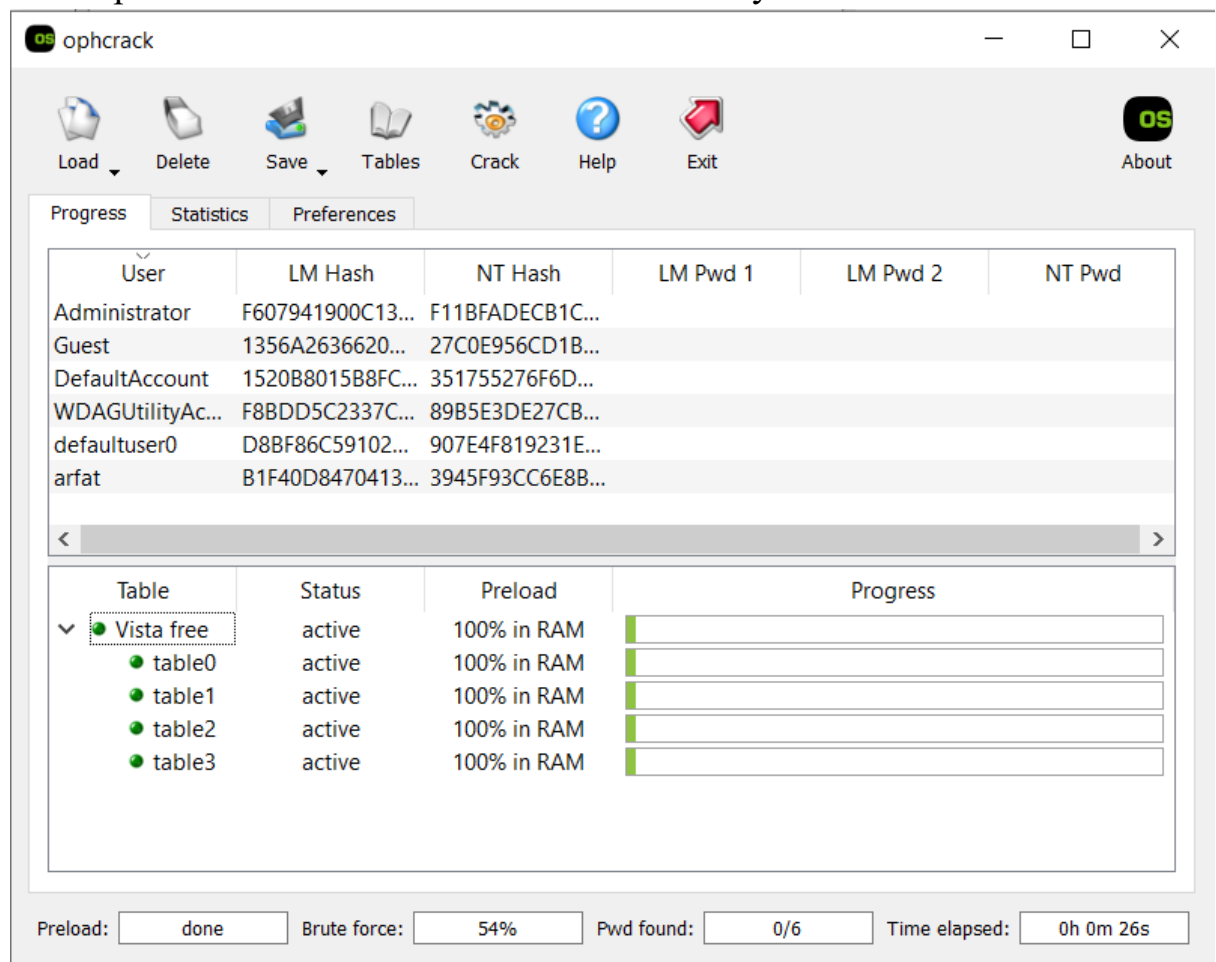 OS ophcrack
OS
Load Delete Save Tables Crack Help Exit About
Progress Statistics Preferences
User LM Hash NT Hash LM Pwd 1 LM Pwd 2 NT Pwd
Administrator F607941900C13... F11BFADECB1C...
Guest 1356A2636620... 27C0E956CD1B...
DefaultAccount 1520B8015B8FC... 351755276F6D...
WDAGUtilityAc... F8BDD5C2337C... 89B5E3DE27CB...
defaultuser0 D8BF86C59102... 907E4F819231E...
arfat B1F40D8470413... 3945F93CC6E8B...
Table Status Preload Progress
Vista free active 100% in RAM
table0 active 100% in RAM
table1 active 100% in RAM
table2 active 100% in RAM
table3 active 100% in RAM
Preload: done Brute force: 54% Pwd found: 0/6 Time elapsed: 0h 0m 26s